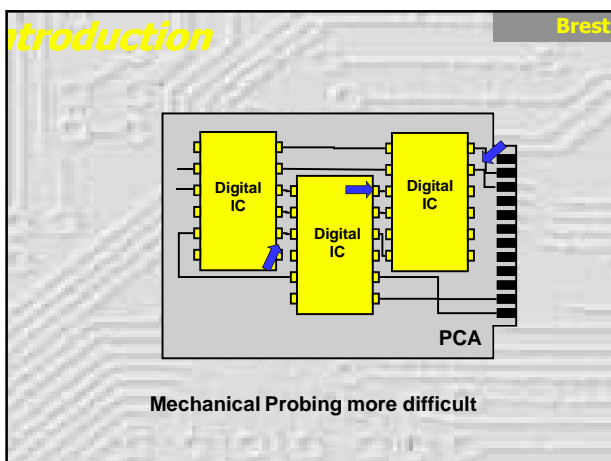 ntroduction
Brest
Digital
IC
Digital
IC
Digital
IC
PCA
Mechanical Probing more difficult